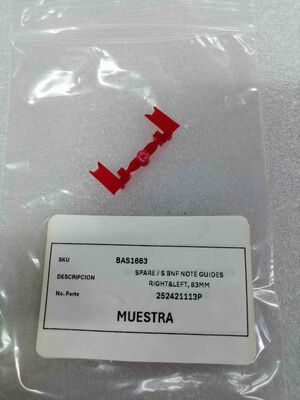 SKU 8AS1663
DESCRIPCION SPARE / S BNF NOTE GUIDES
RIGHT&LEFT, 83MM
No. Parte 252421113P
MUESTRA